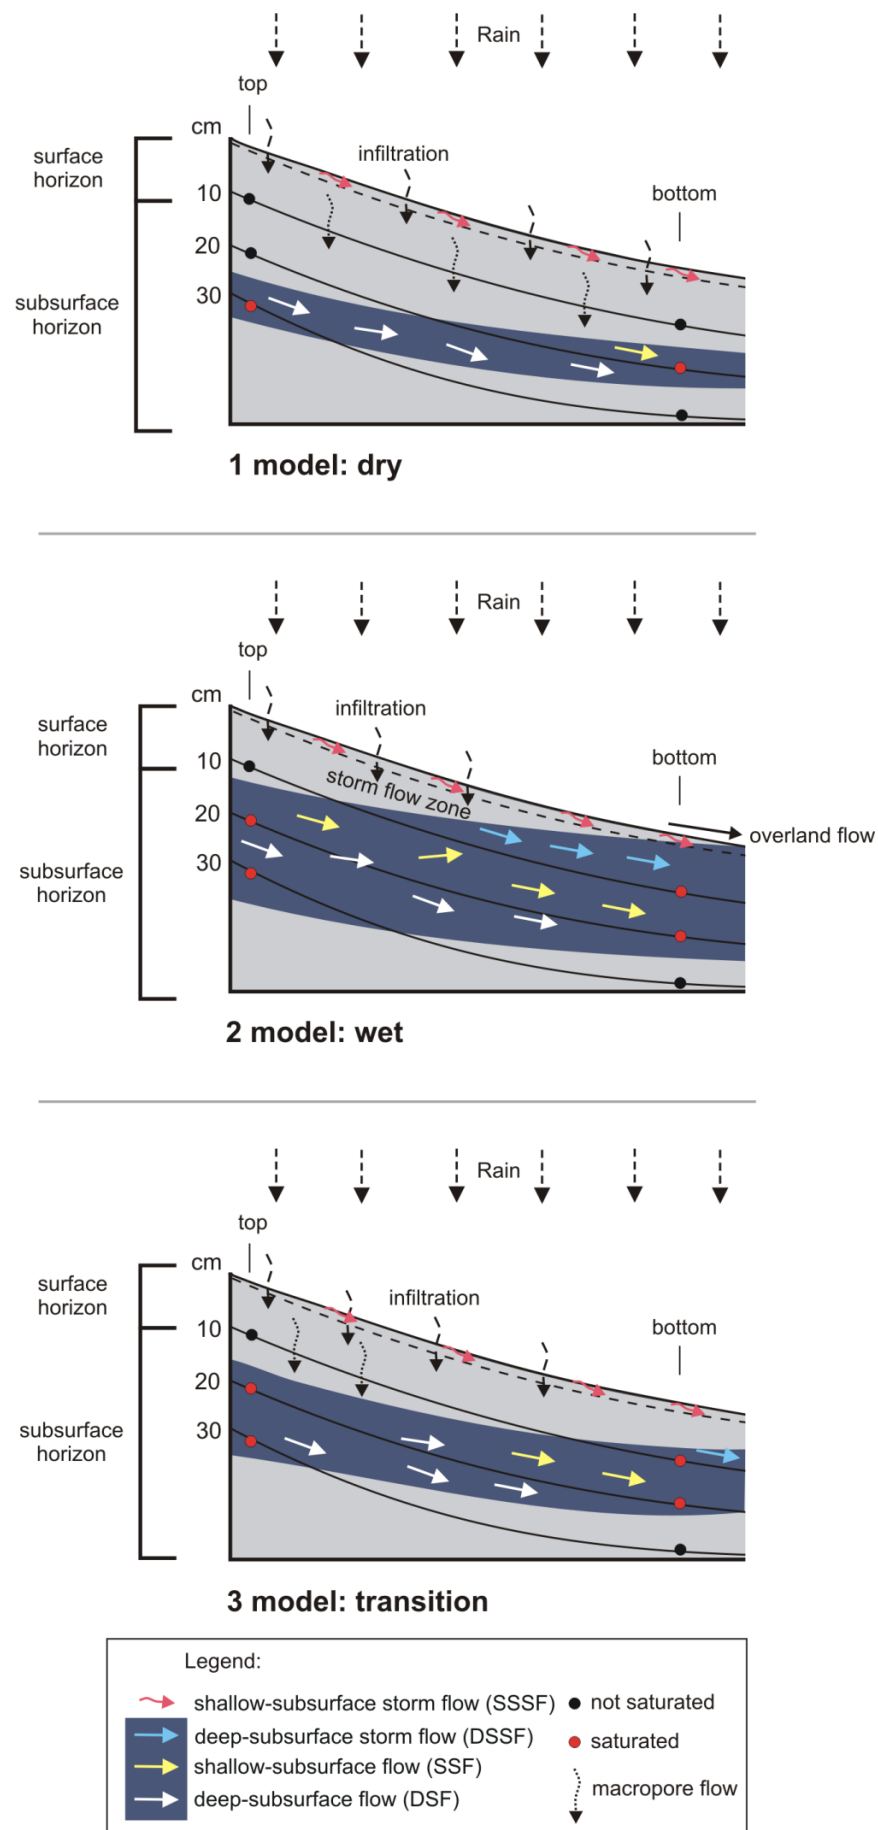 Rain
top
cm
surface
horizon
infiltration
10
bottom
20
30
subsurface
horizon
1 model: dry
Rain
top
cm
surface
horizon
infiltration
10
bottom
storm flow zone
20
overland flow
30
subsurface
horizon
2 model: wet
Rain
top
cm
surface
horizon
infiltration
10
bottom
20
30
subsurface
horizon
3 model: transition
Legend:
shallow-subsurface storm flow (SSSF)
not saturated
deep-subsurface storm flow (DSSF)
saturated
shallow-subsurface flow (SSF)
macropore flow
deep-subsurface flow (DSF)